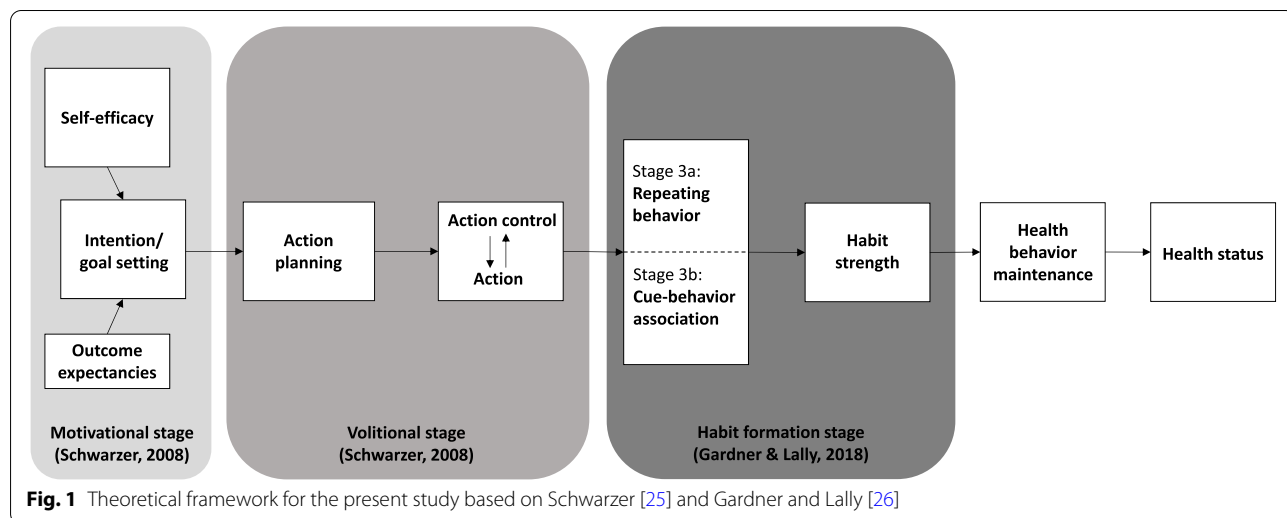 Self-efficacy
Intention/
goal setting
Outcome
expectancies
Motivational stage
(Schwarzer, 2008)
Action
planning
Action control
Action
Volitional stage
(Schwarzer, 2008)
Stage 3a:
Repeating
behavior
Stage 3b:
Cue-behavior
association
Habit
strength
Habit formation stage
(Gardner & Lally, 2018)
Health
behavior
maintenance
Health status
Fig. 1 Theoretical framework for the present study based on Schwarzer [25] and Gardner and Lally [26]